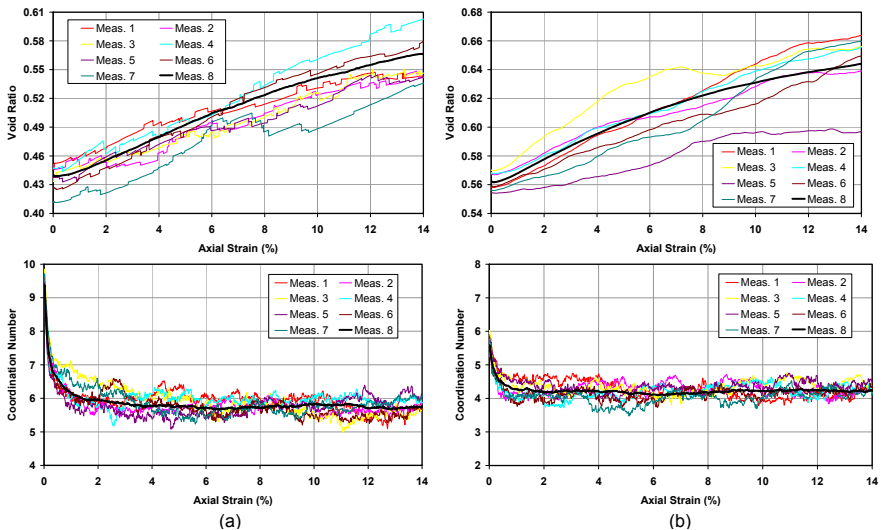 0.61
0.58
0.55
0.52
0.49
0.46
0.43
0.40
Void Ratio
Meas. 1 Meas. 2
Meas. 3 Meas. 4
Meas. 5 Meas. 6
Meas. 7 Meas. 8
0 2 4 6 8 10 12 14
Axial Strain (%)
0.68
0.66
0.64
0.62
0.60
0.58
0.56
0.54
Void Ratio
Meas. 1 Meas. 2
Meas. 3 Meas. 4
Meas. 5 Meas. 6
Meas. 7 Meas. 8
0 2 4 6 8 10 12 14
Axial Strain (%)
10
9
8
7
6
5
4
Coordination Number
Meas. 1 Meas. 2
Meas. 3 Meas. 4
Meas. 5 Meas. 6
Meas. 7 Meas. 8
0 2 4 6 8 10 12 14
Axial Strain (%)
(a)
8
7
6
5
4
3
2
Coordination Number
Meas. 1 Meas. 2
Meas. 3 Meas. 4
Meas. 5 Meas. 6
Meas. 7 Meas. 8
0 2 4 6 8 10 12 14
Axial Strain (%)
(b)